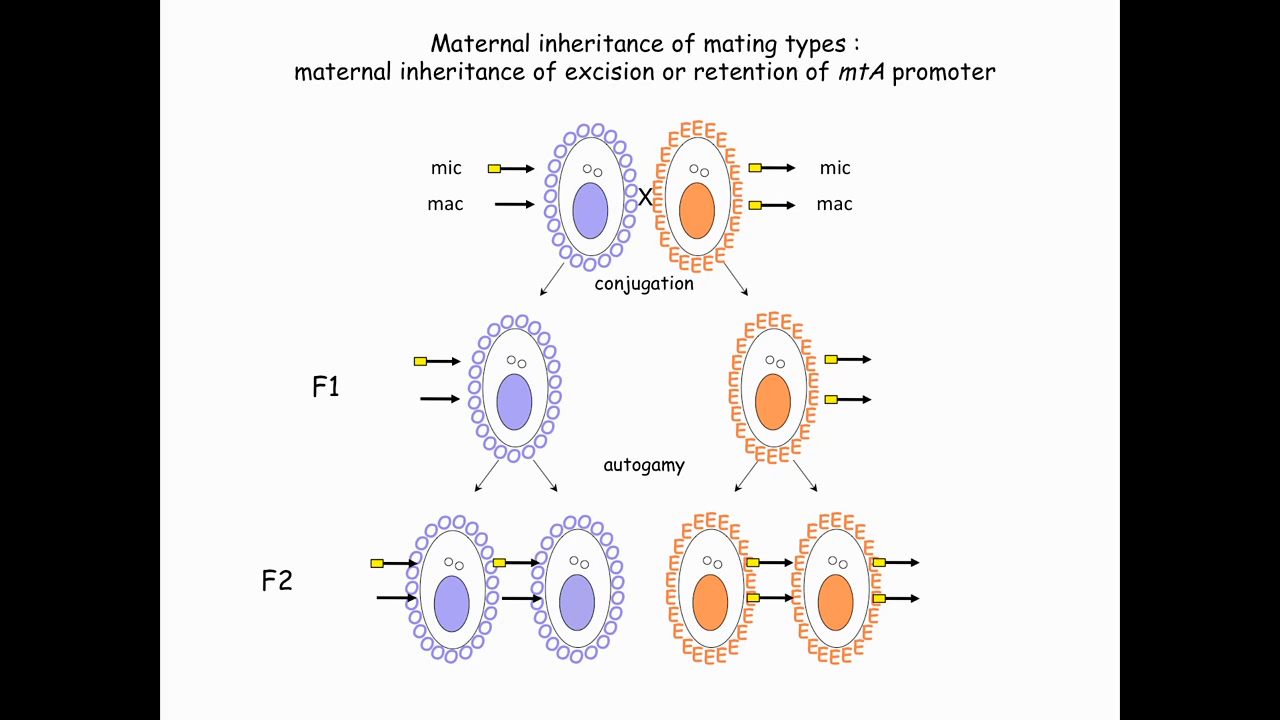 Maternal inheritance of mating types :
maternal inheritance of excision or retention of mtA promoter
mic
mic
mac
X
mac
conjugation
F1
autogamy
F2